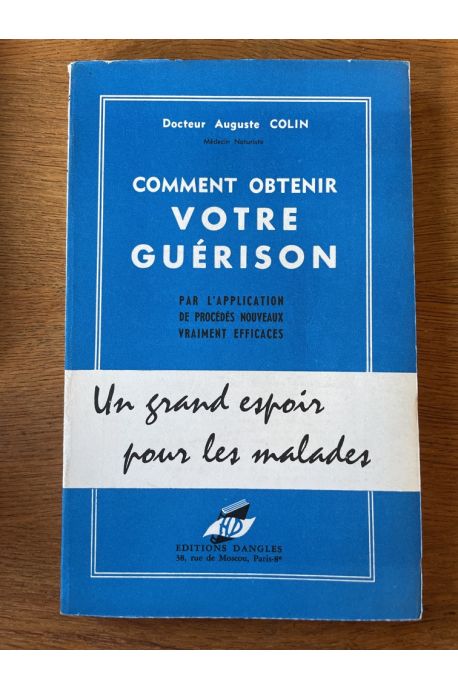 Docteur Auguste COLIN
Médecin Naturiste
COMMENT OBTENIR
VOTRE
GUÉRISON
PAR L'APPLICATION
DE PROCÉDÉS NOUVEAUX
VRAIMENT EFFICACES
Un grand espoir
pour les malades
HD
EDITIONS DANGLES
38, rue de Moscou, Paris-8e